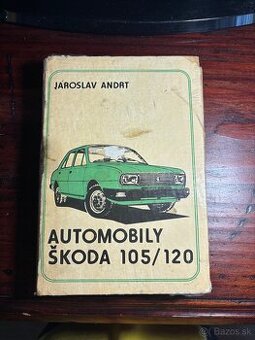 JAROSLAV ANDRT
AUTOMOBILY
ŠKODA 105/120
Bazos.sk